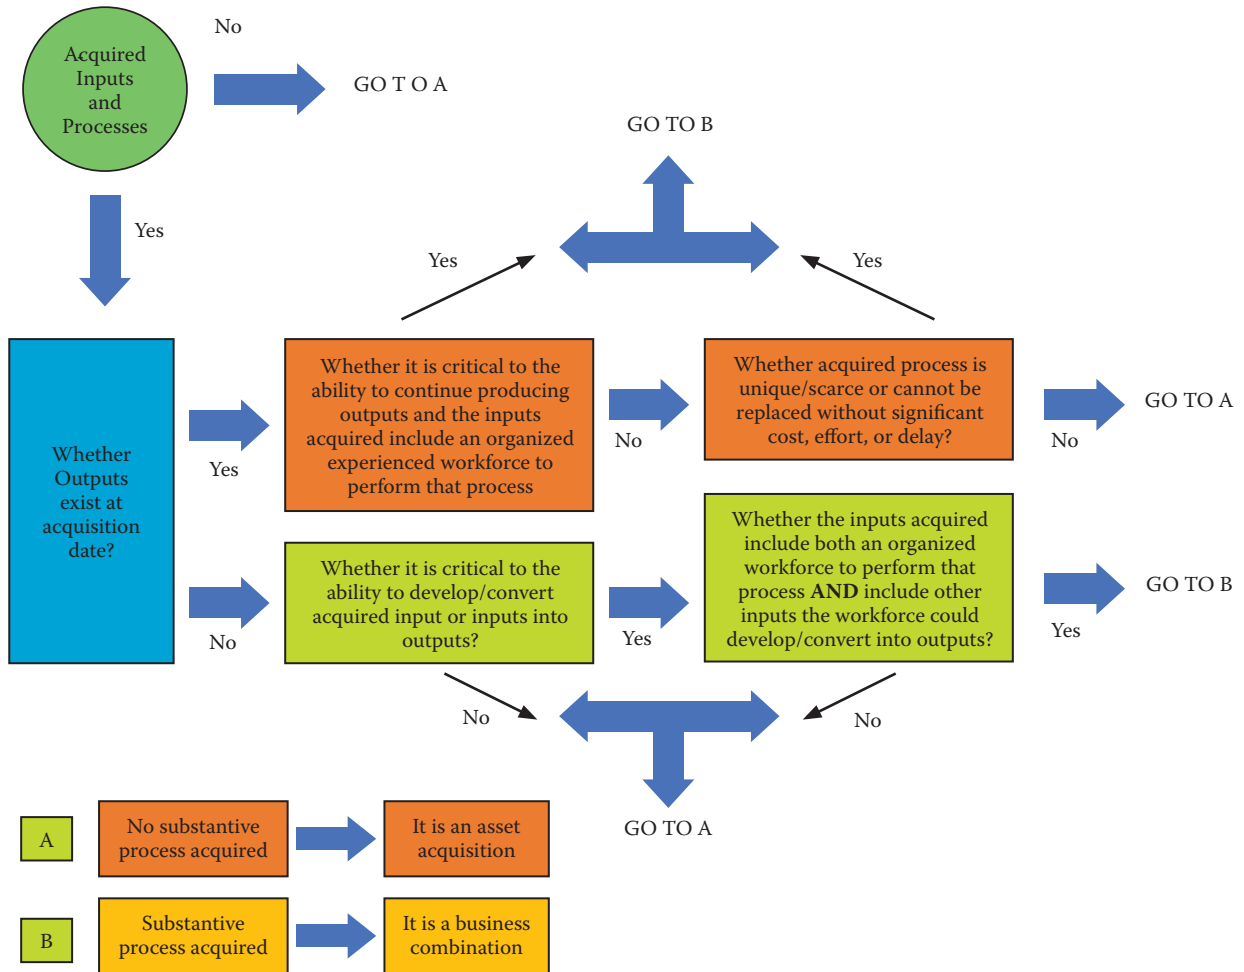 No
Acquired
Inputs
and
Processes
GO T O A
GO TO B
Yes
Yes
Yes
Whether
Outputs
exist at
acquisition
date?
Yes
Whether it is critical to the
ability to continue producing
outputs and the inputs
acquired include an organized
experienced workforce to
perform that process
No
Whether acquired process is
unique/scarce or cannot be
replaced without significant
cost, effort, or delay?
No
GO TO A
No
Whether it is critical to the
ability to develop/convert
acquired input or inputs into
outputs?
Yes
Whether the inputs acquired
include both an organized
workforce to perform that
process AND include other
inputs the workforce could
develop/convert into outputs?
Yes
GO TO B
No
No
GO TO A
A
No substantive
process acquired
It is an asset
acquisition
B
Substantive
process acquired
It is a business
combination